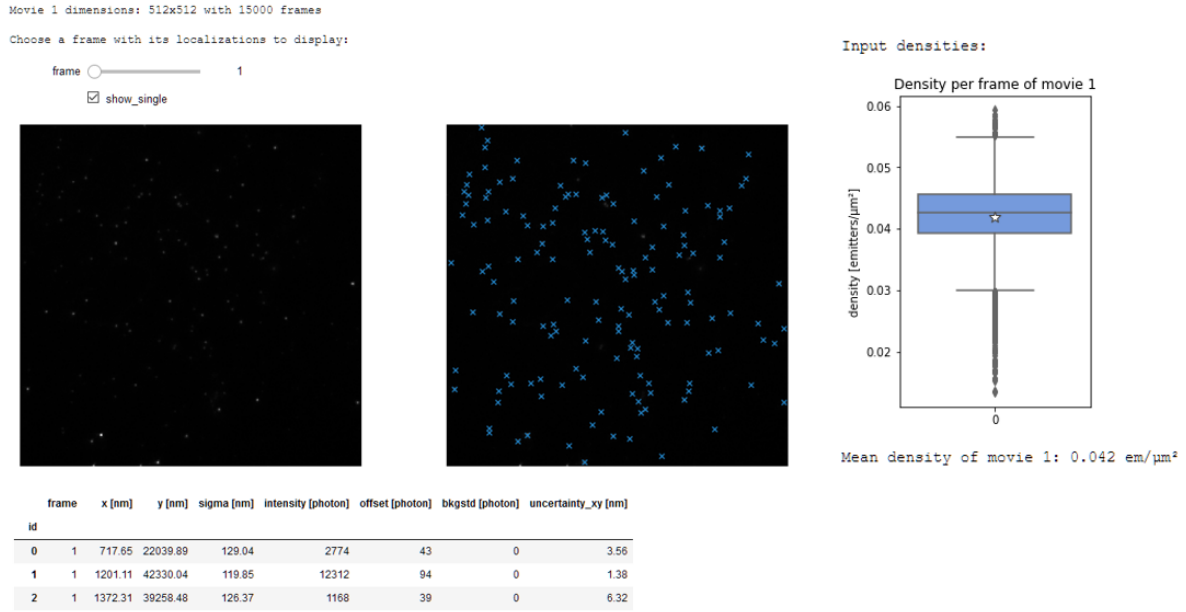 Movie 1 dimensions: 512x512 with 15000 frames
Choose a frame with its localizations to display:
frame 1
show_single
Input densities:
Density per frame of movie 1
density [emitters/µm²]
0.06
0.05
0.04
0.03
0.02
0
Mean density of movie 1: 0.042 em/µm²
frame x [nm] y [nm] sigma [nm] intensity [photon] offset [photon] bkgstd [photon] uncertainty_xy [nm]
id
0 1 717.65 22039.89 129.04 2774 43 0 3.56
1 1 1201.11 42330.04 119.85 12312 94 0 1.38
2 1 1372.31 39258.48 126.37 1168 39 0 6.32